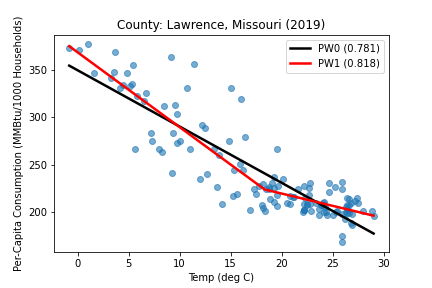 County: Lawrence, Missouri (2019)
PW0 (0.781)
PW1 (0.818)
Per-Capita Consumption (MMBtu/1000 Households)
350
300
250
200
0 5 10 15 20 25 30
Temp (deg C)